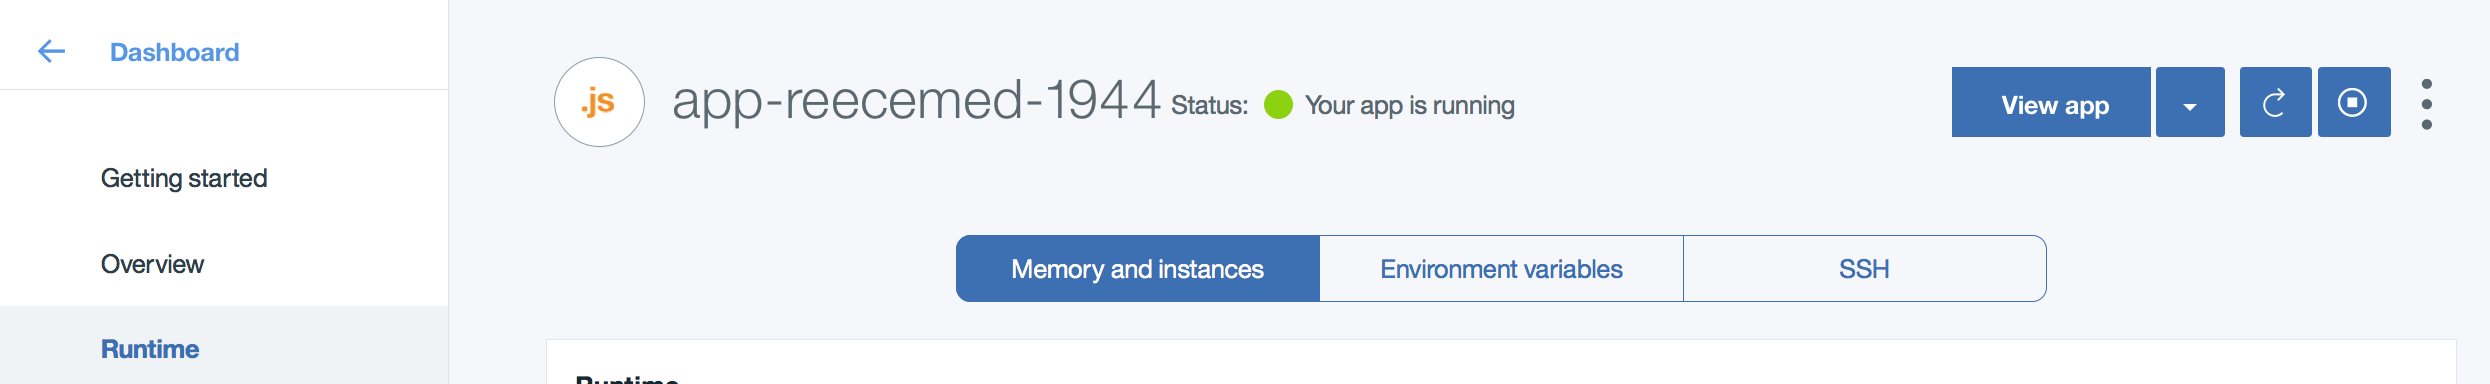 Dashboard
Getting started
Overview
Runtime
.js
app-reecemed-1944 Status: Your app is running
View app
Memory and instances
Environment variables
SSH
Runtime